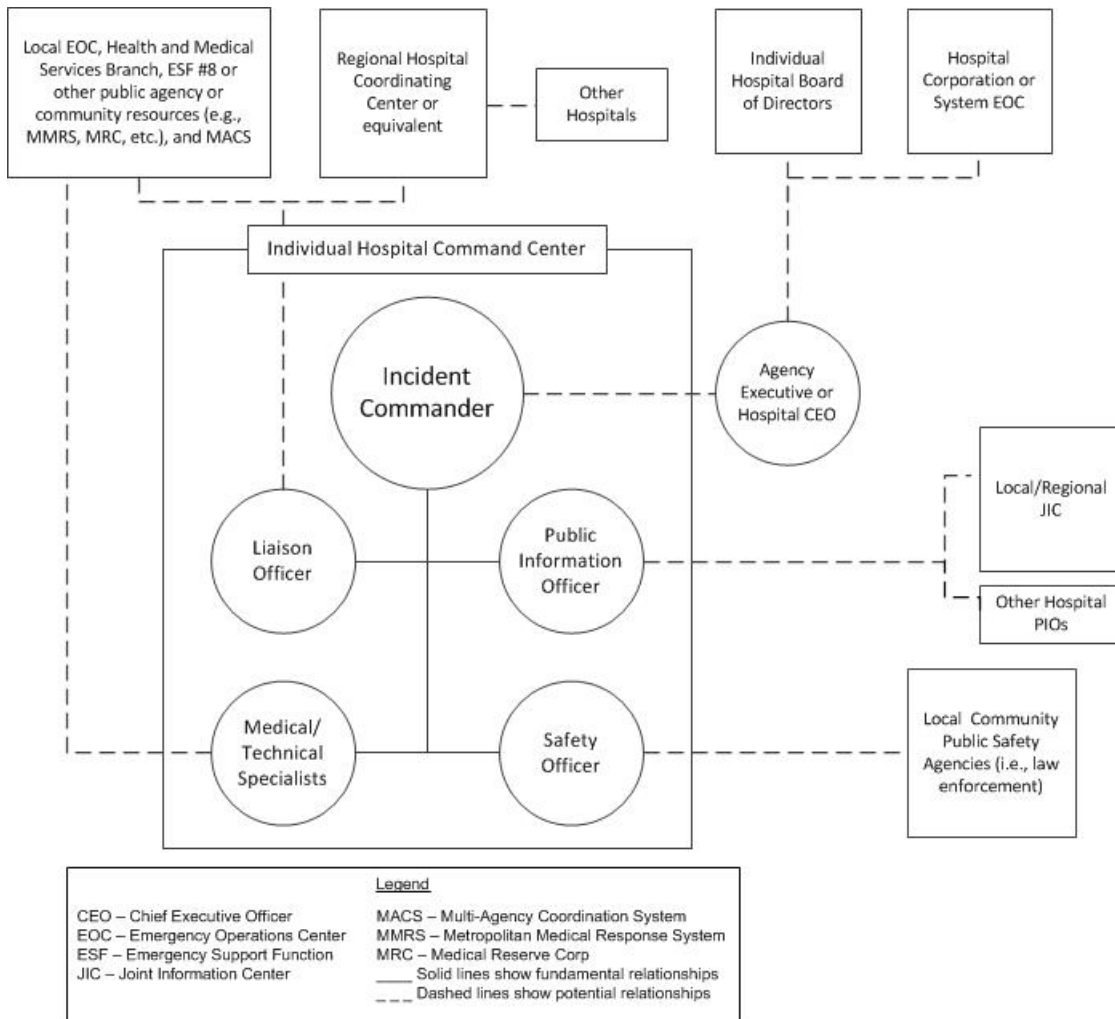 Local EOC, Health and Medical
Services Branch, ESF #8 or
other public agency or
community resources (e.g.,
MMRS, MRC, etc.), and MACS
Regional Hospital
Coordinating
Center or
equivalent
Other
Hospitals
Individual
Hospital Board
of Directors
Hospital
Corporation or
System EOC
Individual Hospital Command Center
Incident
Commander
Agency
Executive or
Hospital CEO
Liaison
Officer
Public
Information
Officer
Local/Regional
JIC
Other Hospital
PIOs
Medical/
Technical
Specialists
Safety
Officer
Local Community
Public Safety
Agencies (i.e., law
enforcement)
Legend
CEO – Chief Executive Officer
EOC – Emergency Operations Center
ESF – Emergency Support Function
JIC – Joint Information Center
MACS – Multi-Agency Coordination System
MMRS – Metropolitan Medical Response System
MRC – Medical Reserve Corp
____ Solid lines show fundamental relationships
_ _ _ Dashed lines show potential relationships